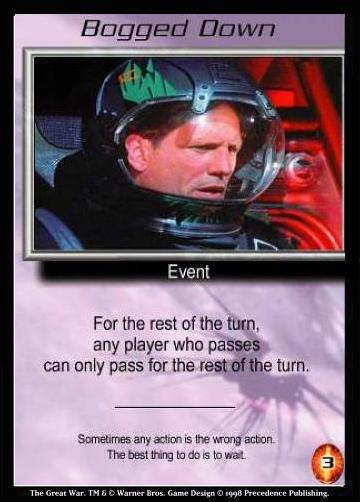 Bogged Down
Event
For the rest of the turn,
any player who passes
can only pass for the rest of the turn.
Sometimes any action is the wrong action.
The best thing to do is to wait.
3
The Great War. TM & © Warner Bros. Game Design © 1998 Precedence Publishing.